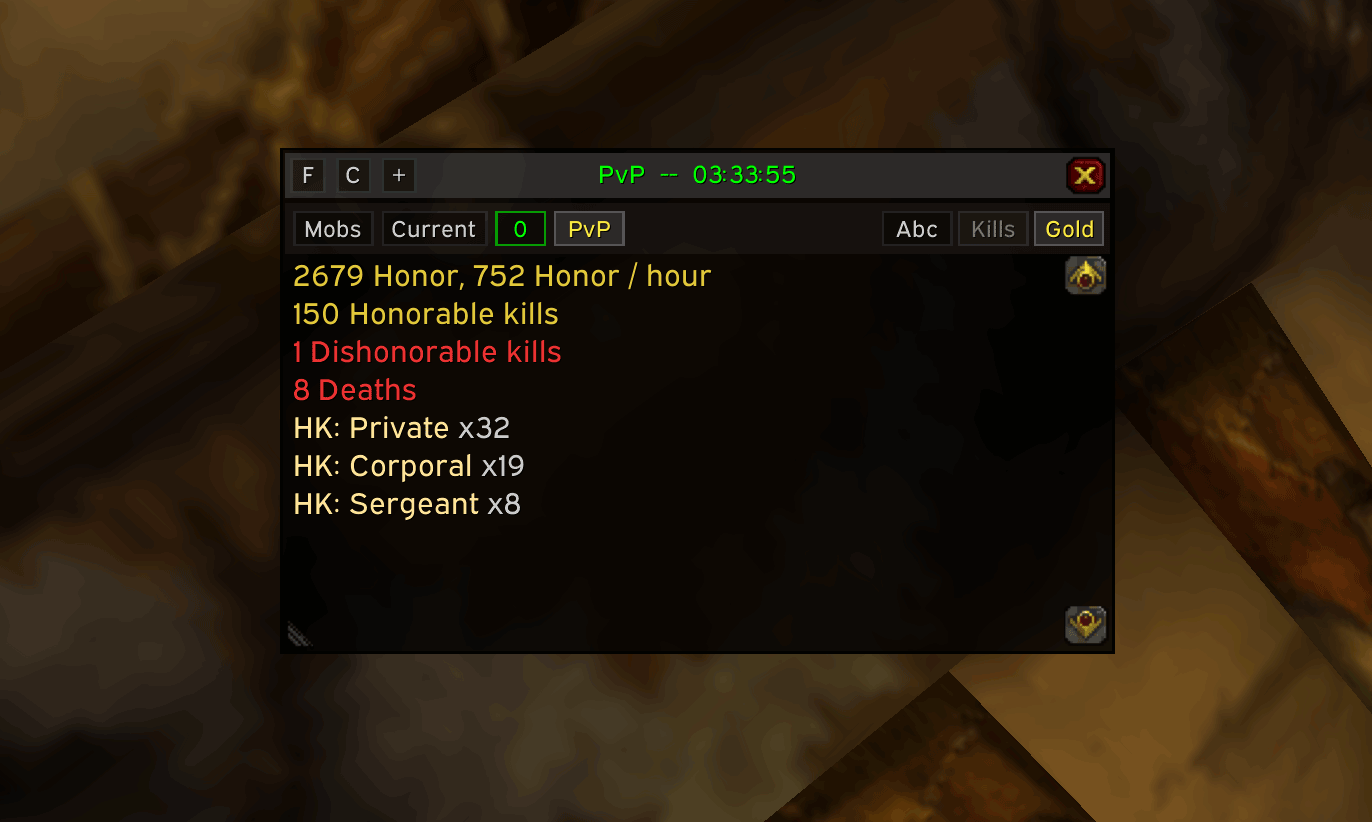 F C + PvP -- 03:33:55 X
Mobs Current 0 PvP Abc Kills Gold
2679 Honor, 752 Honor / hour
150 Honorable kills
1 Dishonorable kills
8 Deaths
HK: Private x32
HK: Corporal x19
HK: Sergeant x8